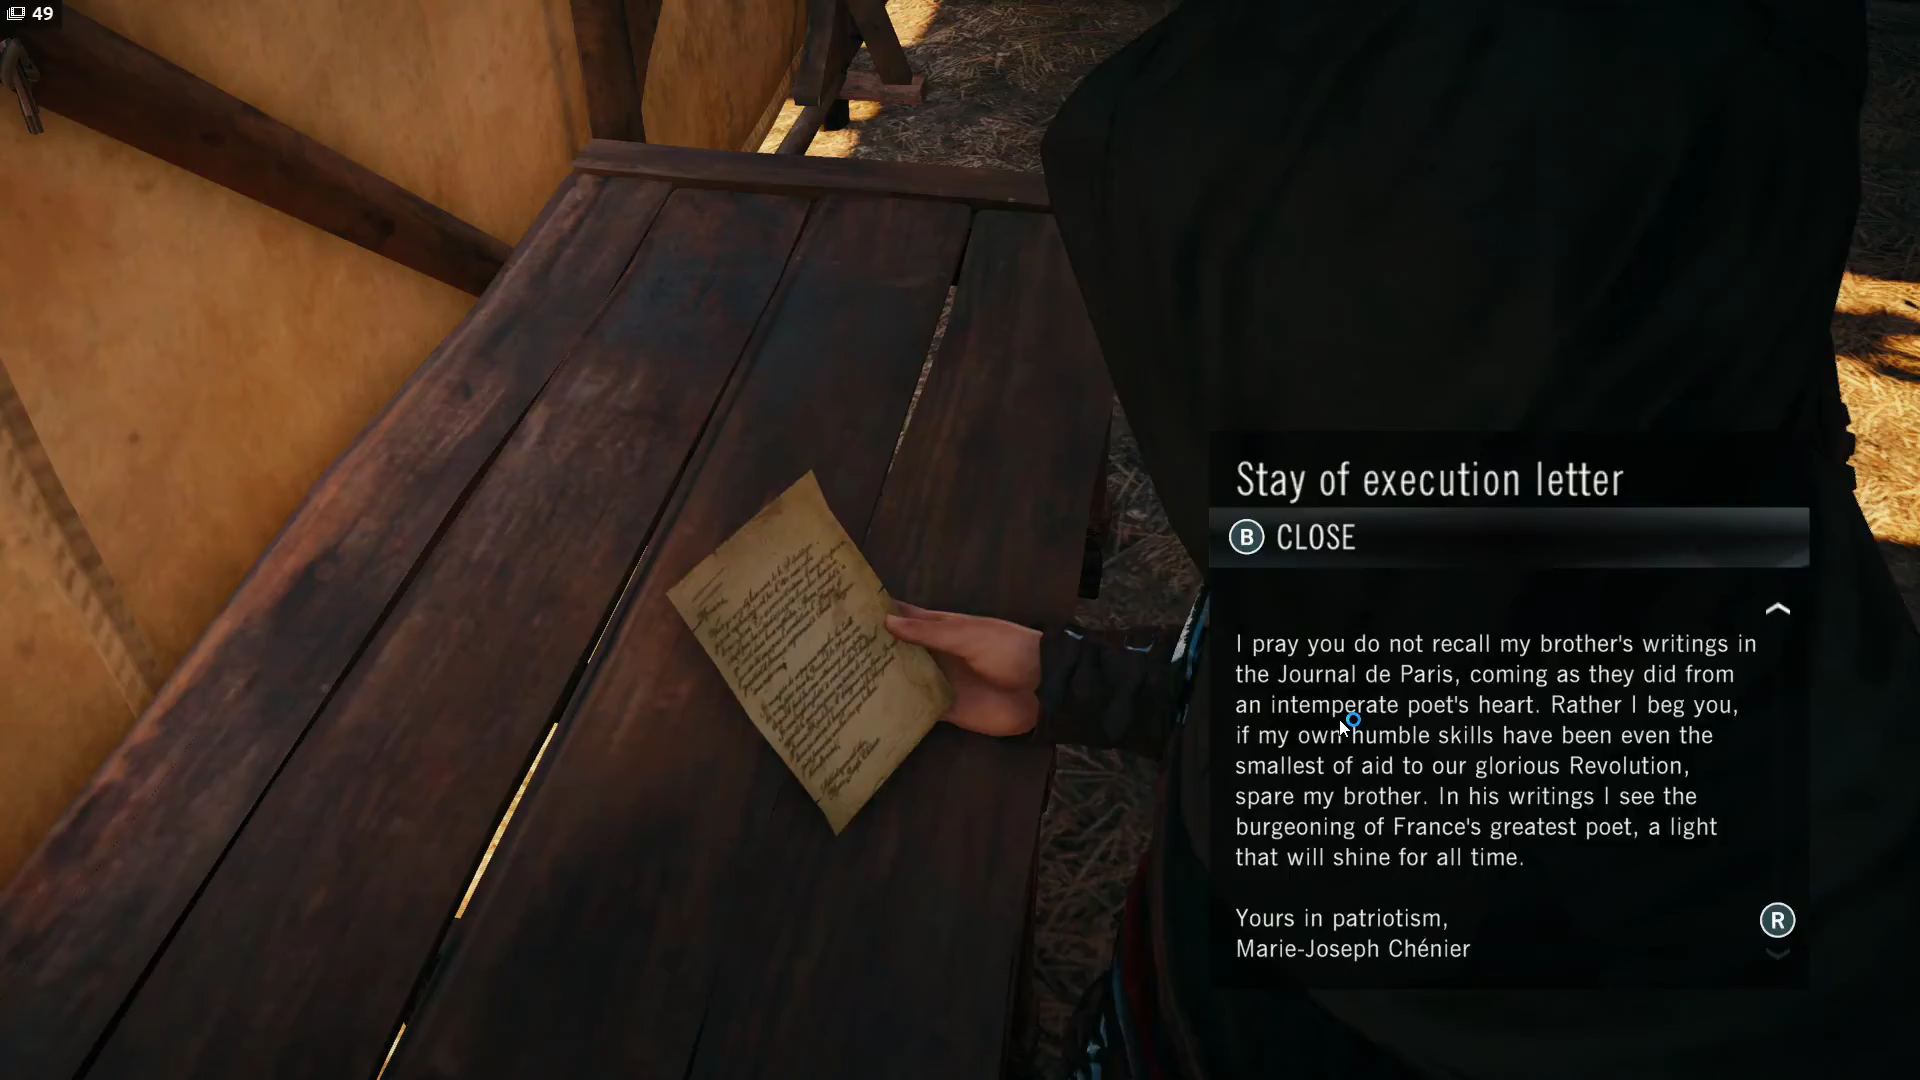 49
Stay of execution letter
B CLOSE
I pray you do not recall my brother's writings in
the Journal de Paris, coming as they did from
an intemperate poet's heart. Rather I beg you,
if my own humble skills have been even the
smallest of aid to our glorious Revolution,
spare my brother. In his writings I see the
burgeoning of France's greatest poet, a light
that will shine for all time.
Yours in patriotism,
R
Marie-Joseph Chénier